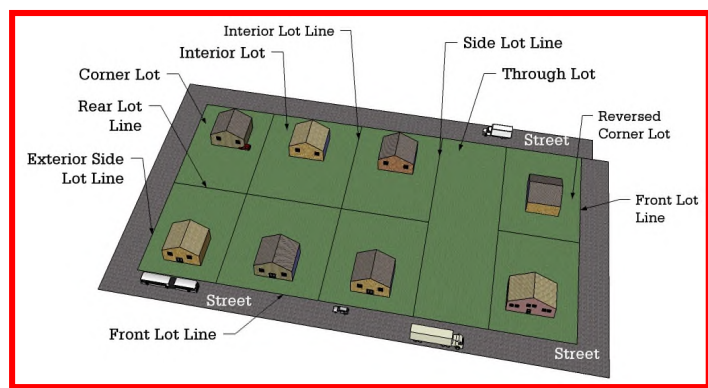 Interior Lot Line
Side Lot Line
Interior Lot
Corner Lot
Through Lot
Rear Lot
Line
Reversed
Corner Lot
Street
Exterior Side
Lot Line
Front Lot
Line
Street
Front Lot Line
Street